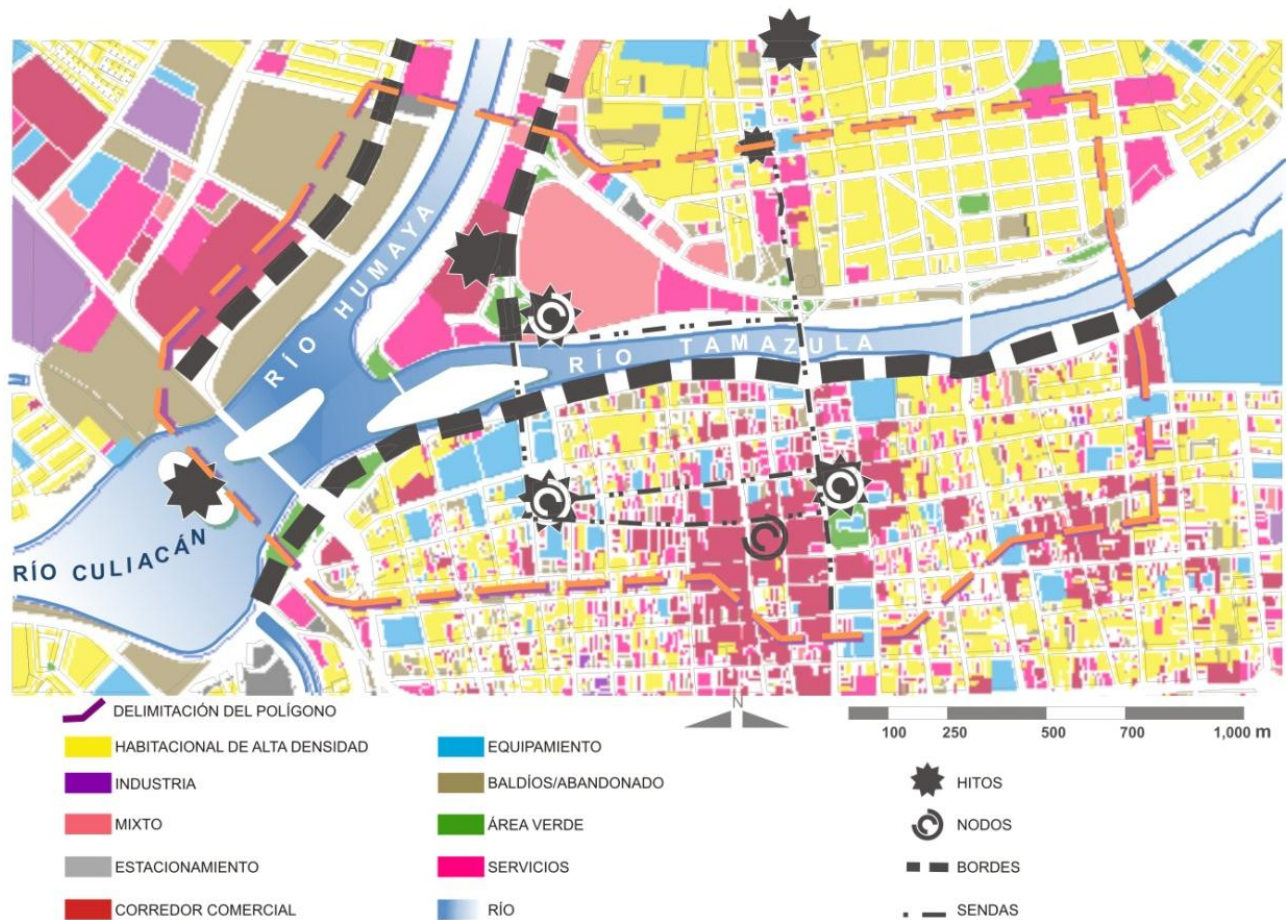 RÍO HUMAYA
RÍO TAMAZULA
RÍO CULIACÁN
DELIMITACIÓN DEL POLÍGONO
HABITACIONAL DE ALTA DENSIDAD
INDUSTRIA
MIXTO
ESTACIONAMIENTO
CORREDOR COMERCIAL
EQUIPAMIENTO
BALDÍOS/ABANDONADO
ÁREA VERDE
SERVICIOS
RÍO
N
100 250 500 700 1,000 m
HITOS
NODOS
BORDES
SENDAS